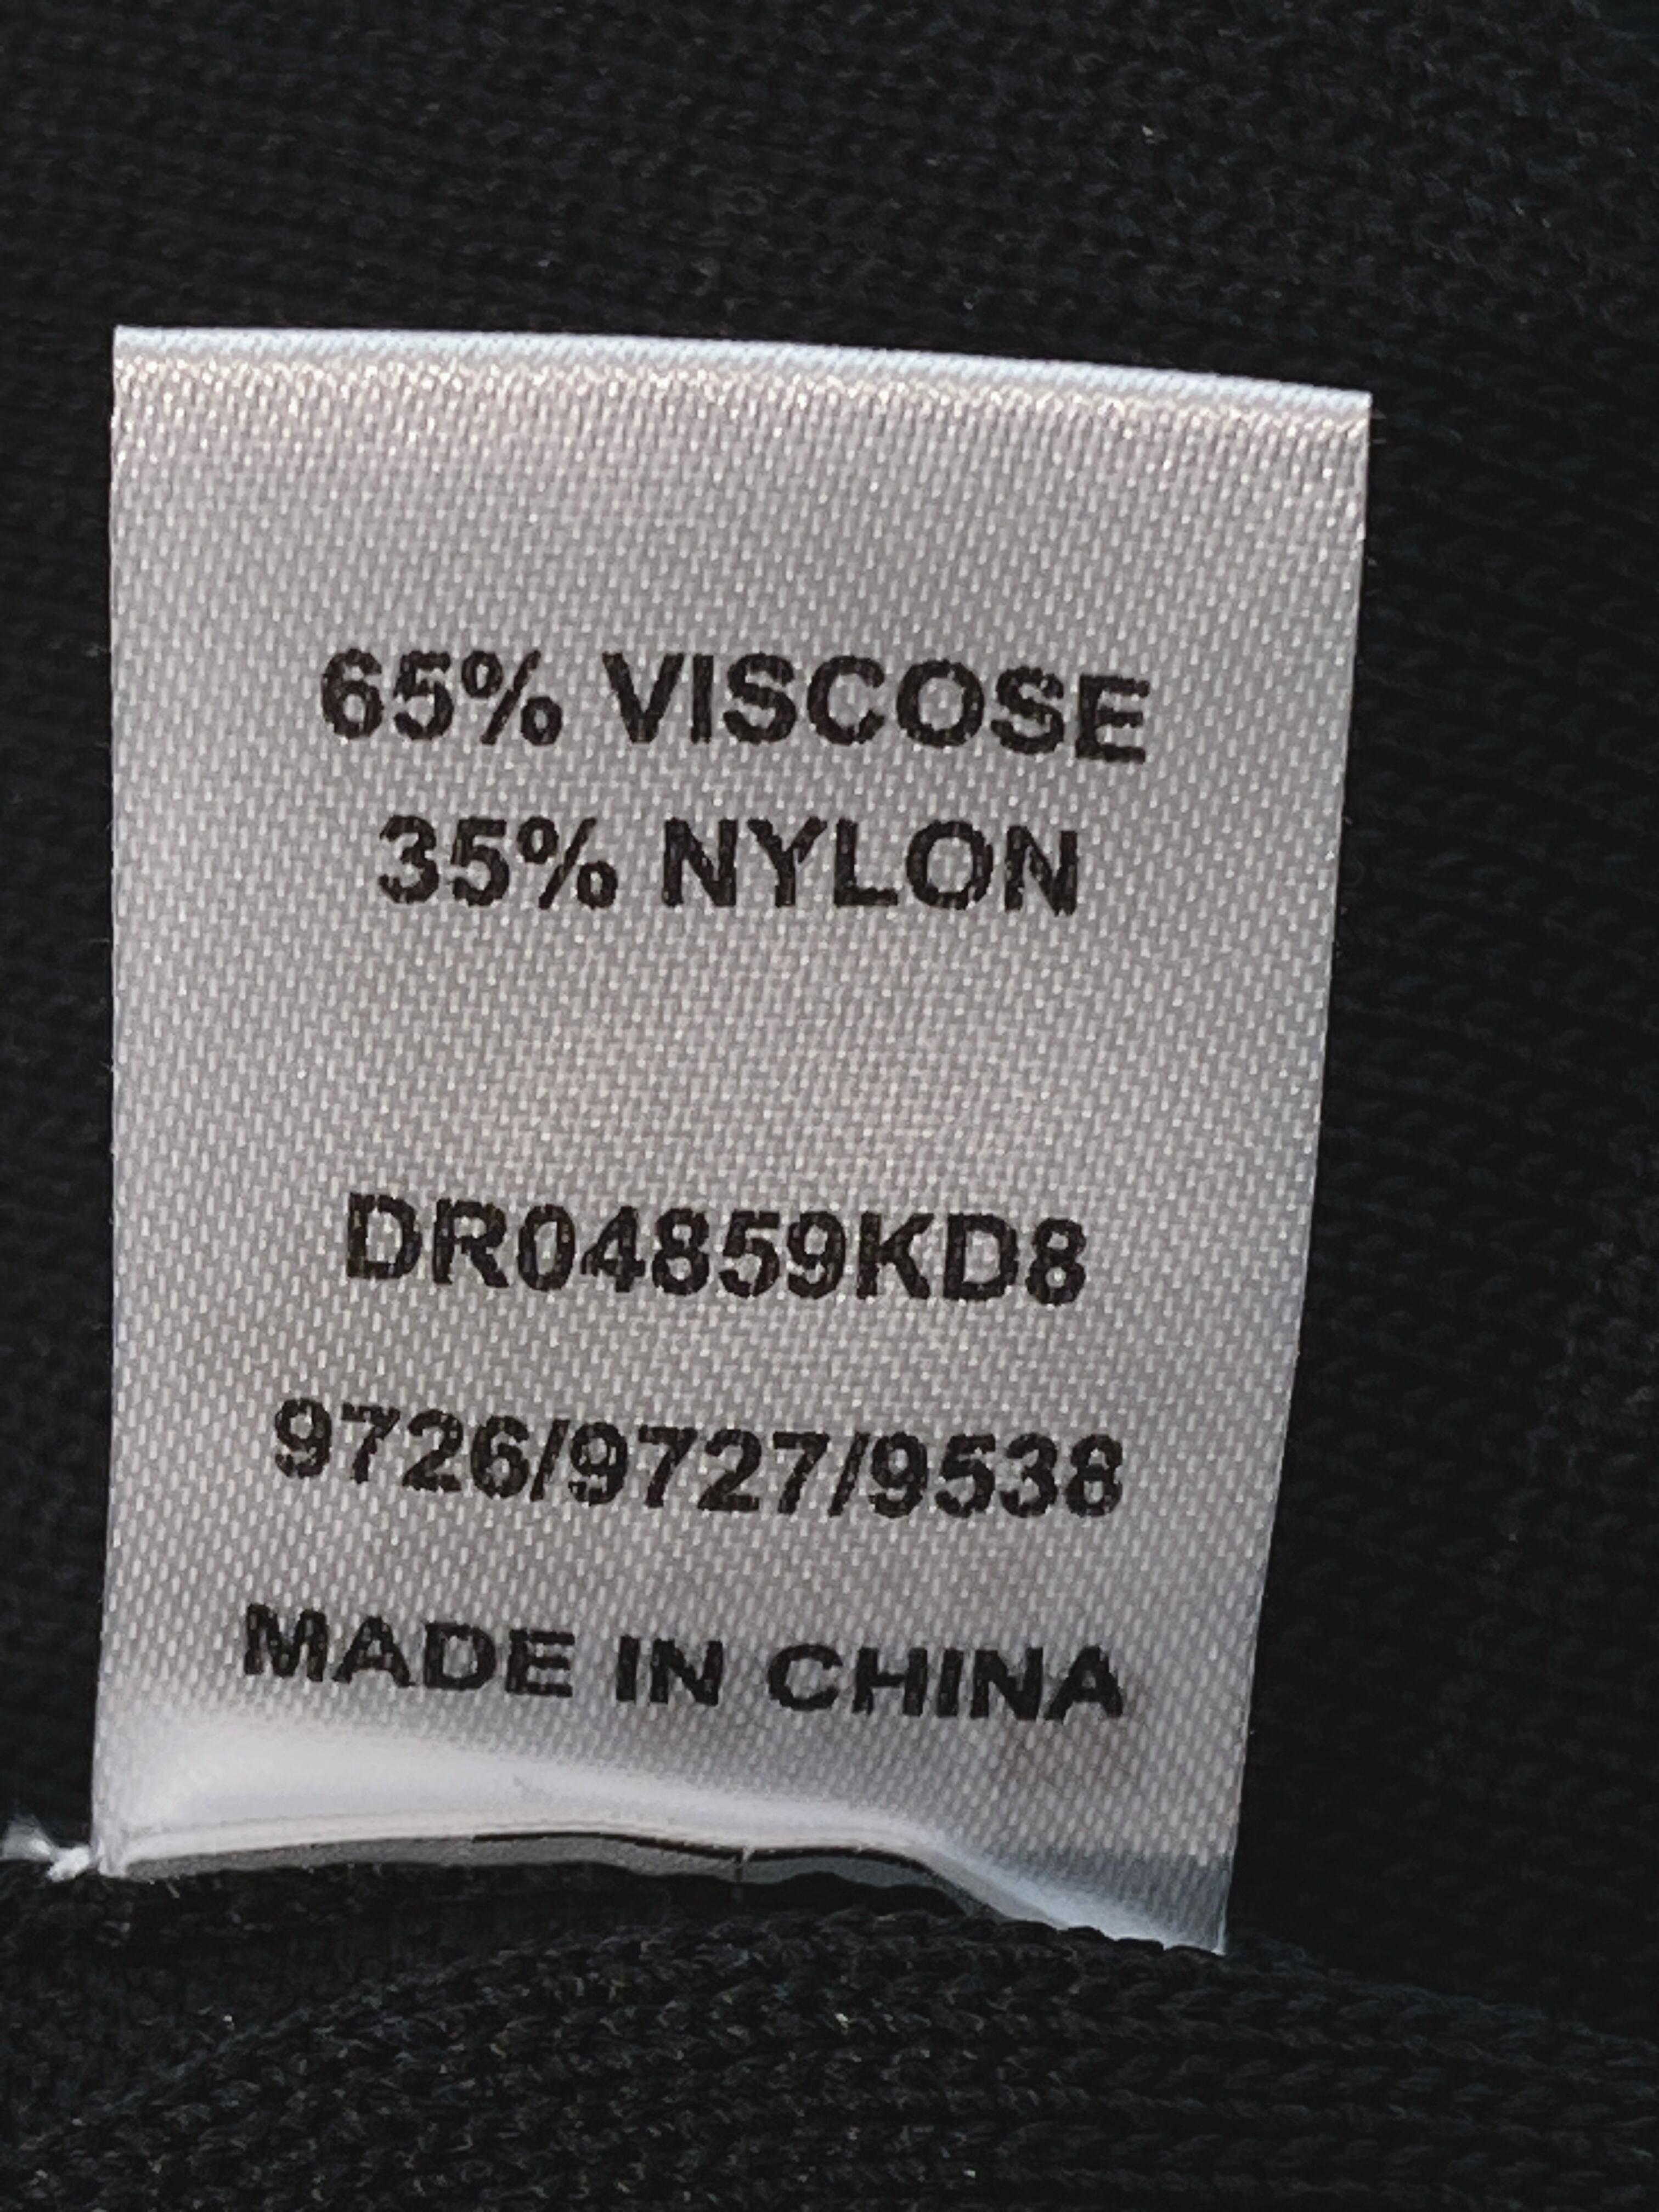 65% VISCOSE
35% NYLON
DR04859KD8
9726/9727/9538
MADE IN CHINA